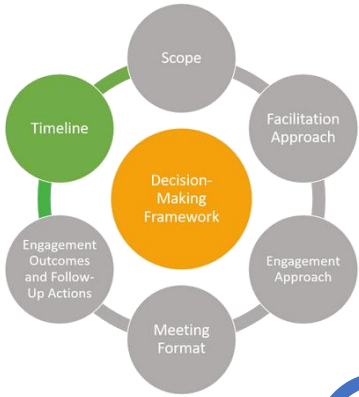 Scope
Facilitation
Approach
Engagement
Approach
Meeting
Format
Engagement
Outcomes
and Follow-
Up Actions
Timeline
Decision-
Making
Framework